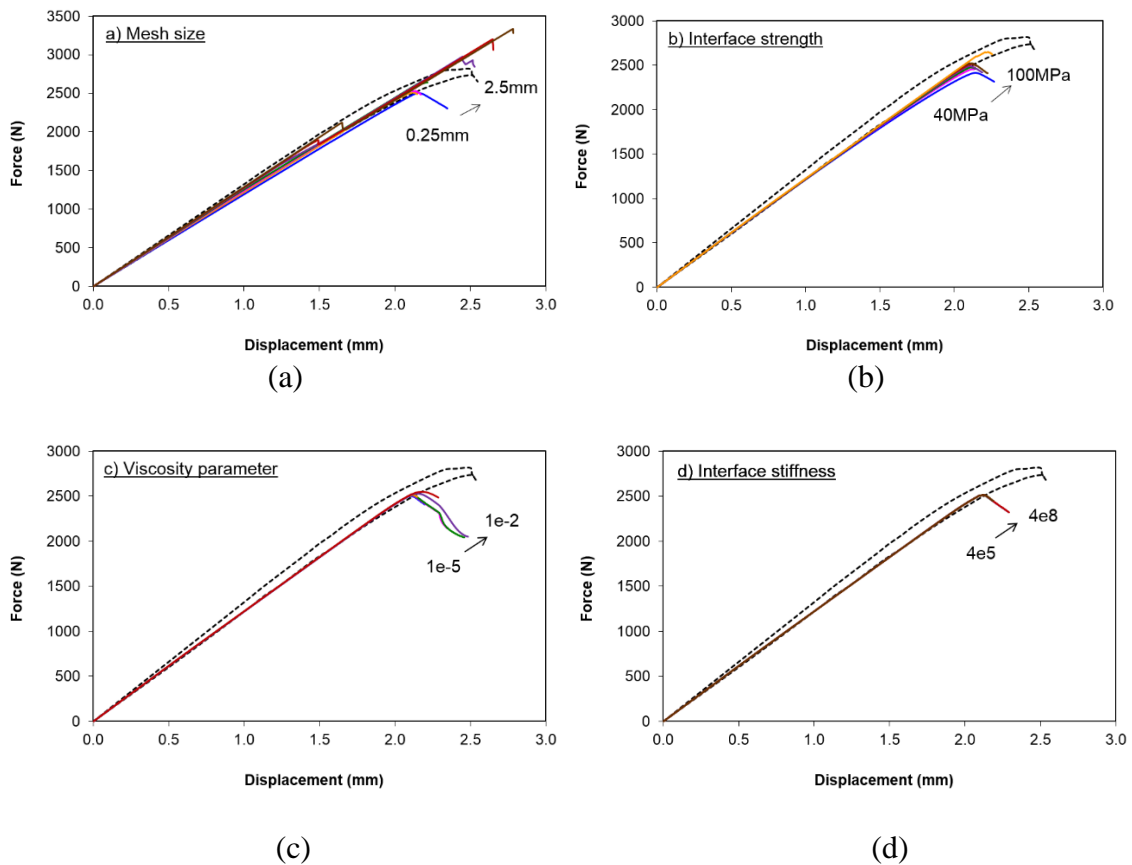 a) Mesh size
3500
3000
2500
2000
1500
1000
500
0
Force (N)
2.5mm
0.25mm
0.0 0.5 1.0 1.5 2.0 2.5 3.0
Displacement (mm)
(a)
b) Interface strength
3000
2500
2000
1500
1000
500
0
Force (N)
100MPa
40MPa
0.0 0.5 1.0 1.5 2.0 2.5 3.0
Displacement (mm)
(b)
c) Viscosity parameter
3000
2500
2000
1500
1000
500
0
Force (N)
1e-2
1e-5
0.0 0.5 1.0 1.5 2.0 2.5 3.0
Displacement (mm)
(c)
d) Interface stiffness
3000
2500
2000
1500
1000
500
0
Force (N)
4e8
4e5
0.0 0.5 1.0 1.5 2.0 2.5 3.0
Displacement (mm)
(d)